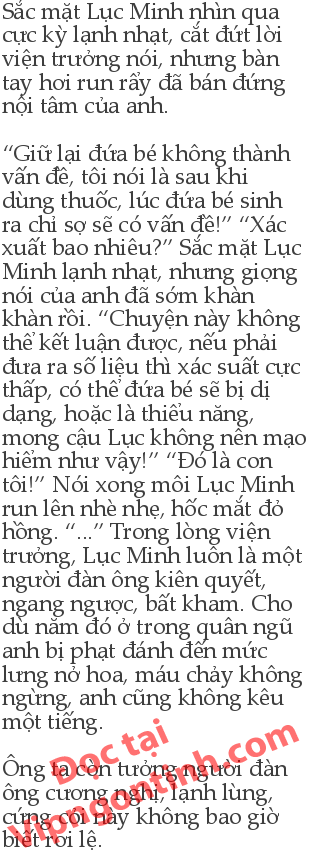 Sắc mặt Lục Minh nhìn qua
cực kỳ lạnh nhạt, cắt đứt lời
viện trưởng nói, nhưng bàn
tay hơi run rẩy đã bán đứng
nội tâm của anh.
“Giữ lại đứa bé không thành
vấn đề, tôi nói là sau khi
dùng thuốc, lúc đứa bé sinh
ra chỉ sợ sẽ có vấn đề!” “Xác
xuất bao nhiêu?” Sắc mặt Lục
Minh lạnh nhạt, nhưng giọng
nói của anh đã sớm khàn
khàn rồi. “Chuyện này không
thể kết luận được, nếu phải
đưa ra số liệu thì xác suất cực
thấp, có thể đứa bé sẽ bị dị
dạng, hoặc là thiểu năng,
mong cậu Lục không nên mạo
hiểm như vậy!” “Đó là con
tôi!” Nói xong môi Lục Minh
run lên nhè nhẹ, hốc mắt đỏ
hồng. “...” Trong lòng viện
trưởng, Lục Minh luôn là một
người đàn ông kiên quyết,
ngang ngược, bất kham. Cho
dù năm đó ở trong quân ngũ
anh bị phạt đánh đến mức
lưng nở hoa, máu chảy không
ngừng, anh cũng không kêu
một tiếng.
Ông ta còn tưởng người đàn
ông cương nghị, lạnh lùng,
cứng cỏi này không bao giờ
biết rơi lệ.
Đọc tại
Vipngontinh.com